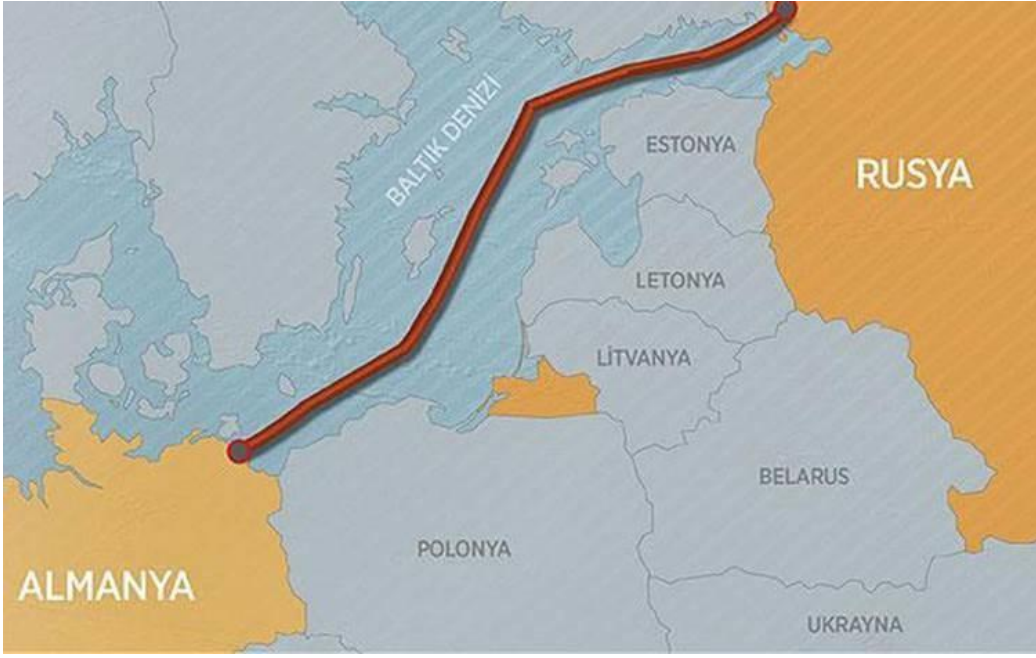 BALTIK DENİZİ
ESTONYA
RUSYA
LETONYA
LİTVANYA
BELARUS
POLONYA
ALMANYA
UKRAYNA